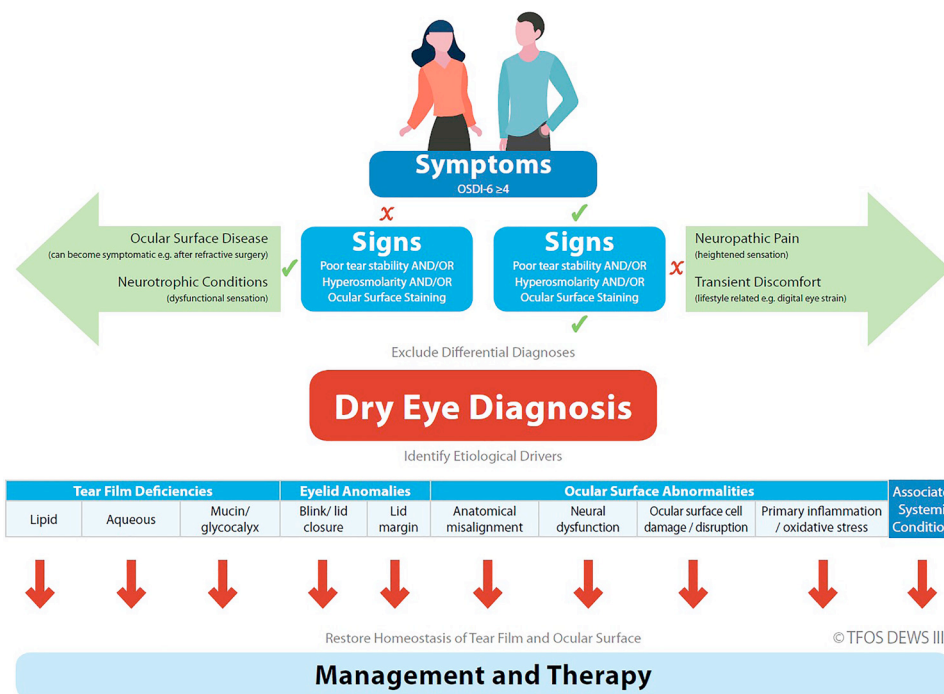 Symptoms
OSDI-6 ≥4
x
✓
Ocular Surface Disease
(can become symptomatic e.g. after refractive surgery)
Neurotrophic Conditions
(dysfunctional sensation)
✓
Signs
Poor tear stability AND/OR
Hyperosmolarity AND/OR
Ocular Surface Staining
Signs
Poor tear stability AND/OR
Hyperosmolarity AND/OR
Ocular Surface Staining
x
Neuropathic Pain
(heightened sensation)
Transient Discomfort
(lifestyle related e.g. digital eye strain)
✓
Exclude Differential Diagnoses
Dry Eye Diagnosis
Identify Etiological Drivers
Tear Film Deficiencies
Eyelid Anomalies
Ocular Surface Abnormalities
Associate
Systemi
Condition
Lipid
Aqueous
Mucin/
glycocalyx
Blink/ lid
closure
Lid
margin
Anatomical
misalignment
Neural
dysfunction
Ocular surface cell
damage / disruption
Primary inflammation
/ oxidative stress
Restore Homeostasis of Tear Film and Ocular Surface
© TFOS DEWS III
Management and Therapy